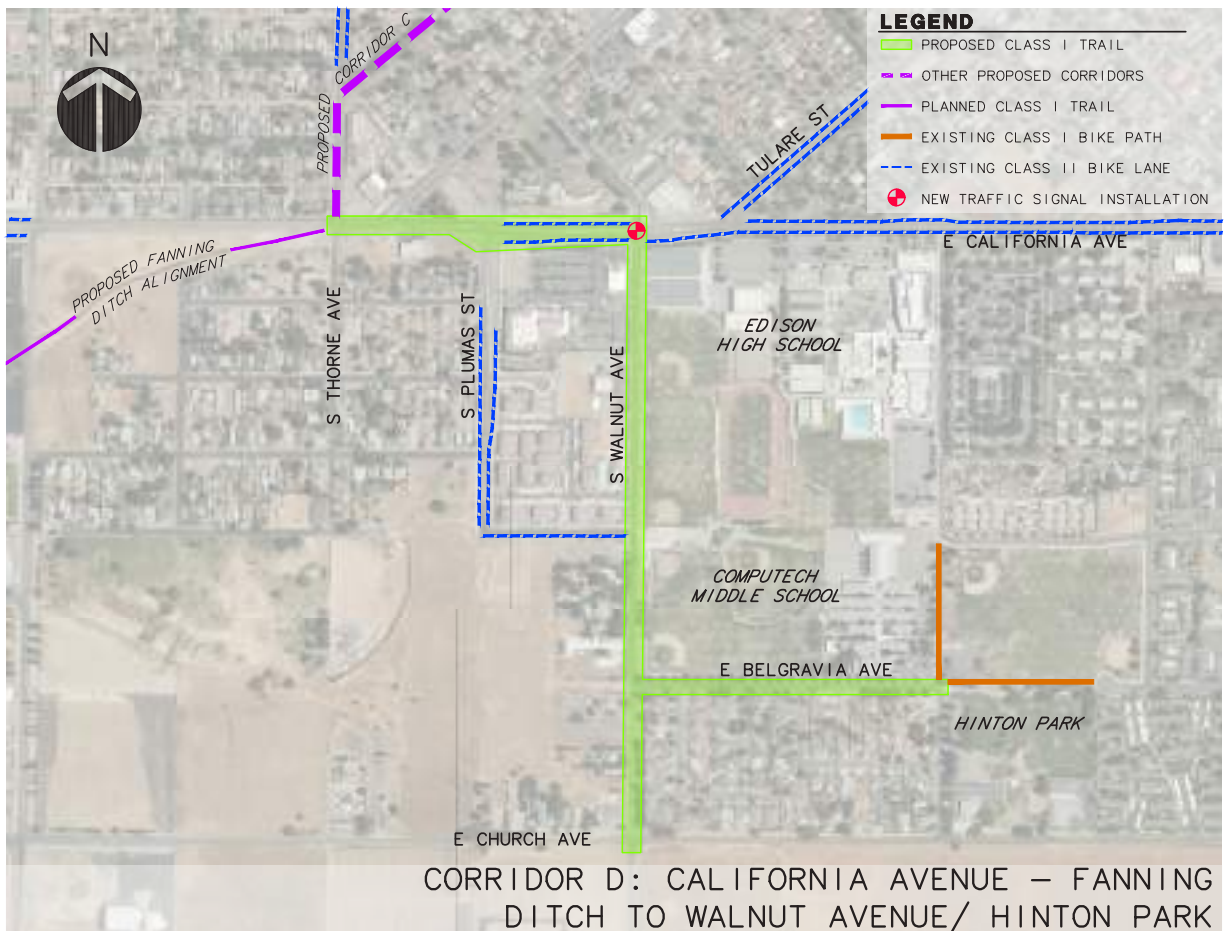 N
LEGEND
PROPOSED CLASS I TRAIL
OTHER PROPOSED CORRIDORS
PLANNED CLASS I TRAIL
EXISTING CLASS I BIKE PATH
EXISTING CLASS II BIKE LANE
NEW TRAFFIC SIGNAL INSTALLATION
PROPOSED CORRIDOR C
TULARE ST
E CALIFORNIA AVE
PROPOSED FANNING
DITCH ALIGNMENT
S THORNE AVE
S PLUMAS ST
S WALNUT AVE
EDISON
HIGH SCHOOL
COMPUTECH
MIDDLE SCHOOL
E BELGRAVIA AVE
HINTON PARK
E CHURCH AVE
CORRIDOR D: CALIFORNIA AVENUE – FANNING
DITCH TO WALNUT AVENUE/ HINTON PARK